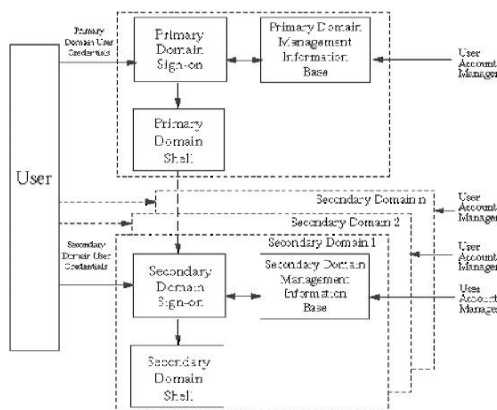 Primary
Domain User
Credentials
Primary
Domain
Sign-on
Primary Domain
Management
Information
Base
User
Account
Manager
Primary
Domain
Shell
User
Secondary Domain n
User
Account
Manager
Secondary Domain 2
Secondary
Domain User
Credentials
Secondary Domain 1
User
Account
Manager
Secondary
Domain
Sign-on
Secondary Domain
Management
Information
Base
User
Account
Manager
Secondary
Domain Shell